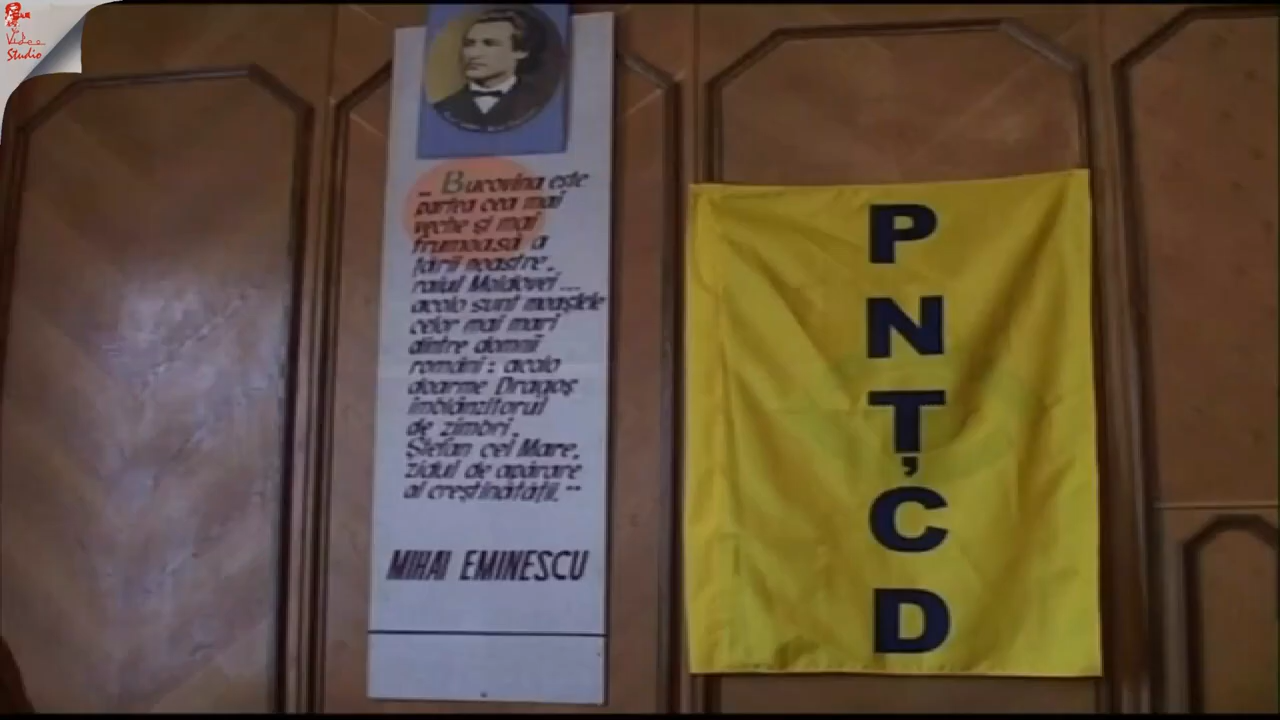 Video
Studio
„Bucovina este
partea cea mai
veche și mai
frumoasă a
țării noastre,
raiul Moldovei...
acolo sunt moaștele
celor mai mari
dintre domnii
români: acolo
doarme Dragoș
îmblânzitorul
de zimbri,
Ștefan cel Mare,
zidul de apărare
al creștinătății.”
MIHAI EMINESCU
P
N
Ț
C
D